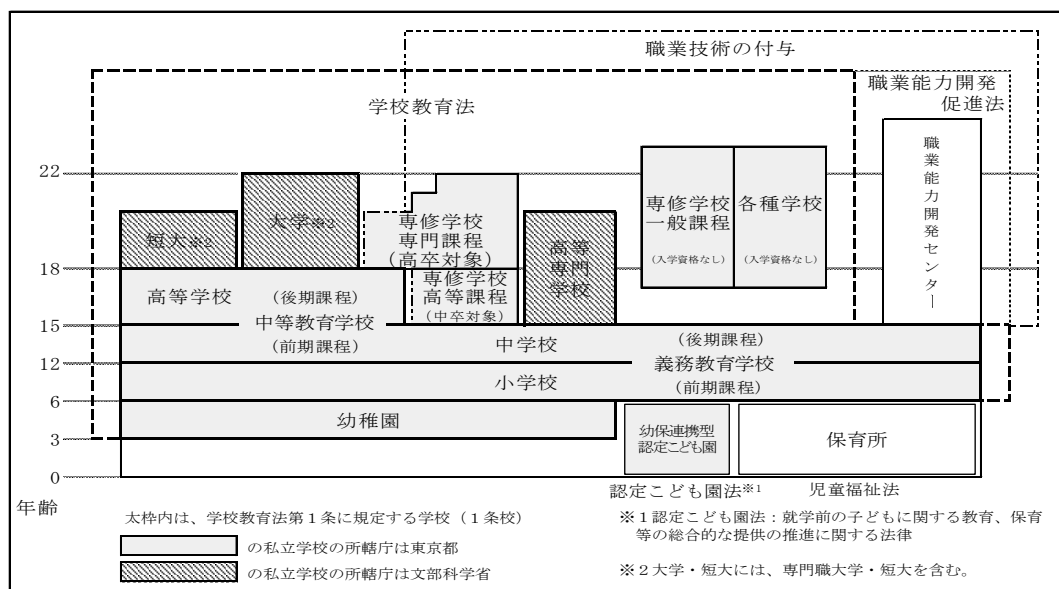 職業技術の付与
職業能力開発
促進法
学校教育法
職業能力開発センター
22
専修学校
一般課程
(入学資格なし)
各種学校
(入学資格なし)
短大※2
大学※2
専修学校
専門課程
(高卒対象)
高等
専門
学校
18
高等学校
(後期課程)
中等教育学校
(前期課程)
専修学校
高等課程
(中卒対象)
15
中学校
(後期課程)
義務教育学校
(前期課程)
12
小学校
6
幼稚園
幼保連携型
認定こども園
保育所
3
0
年齢
認定こども園法※1
児童福祉法
太枠内は、学校教育法第1条に規定する学校(1条校)
の私立学校の所轄庁は東京都
の私立学校の所轄庁は文部科学省
※1認定こども園法:就学前の子どもに関する教育、保育
等の総合的な提供の推進に関する法律
※2大学・短大には、専門職大学・短大を含む。